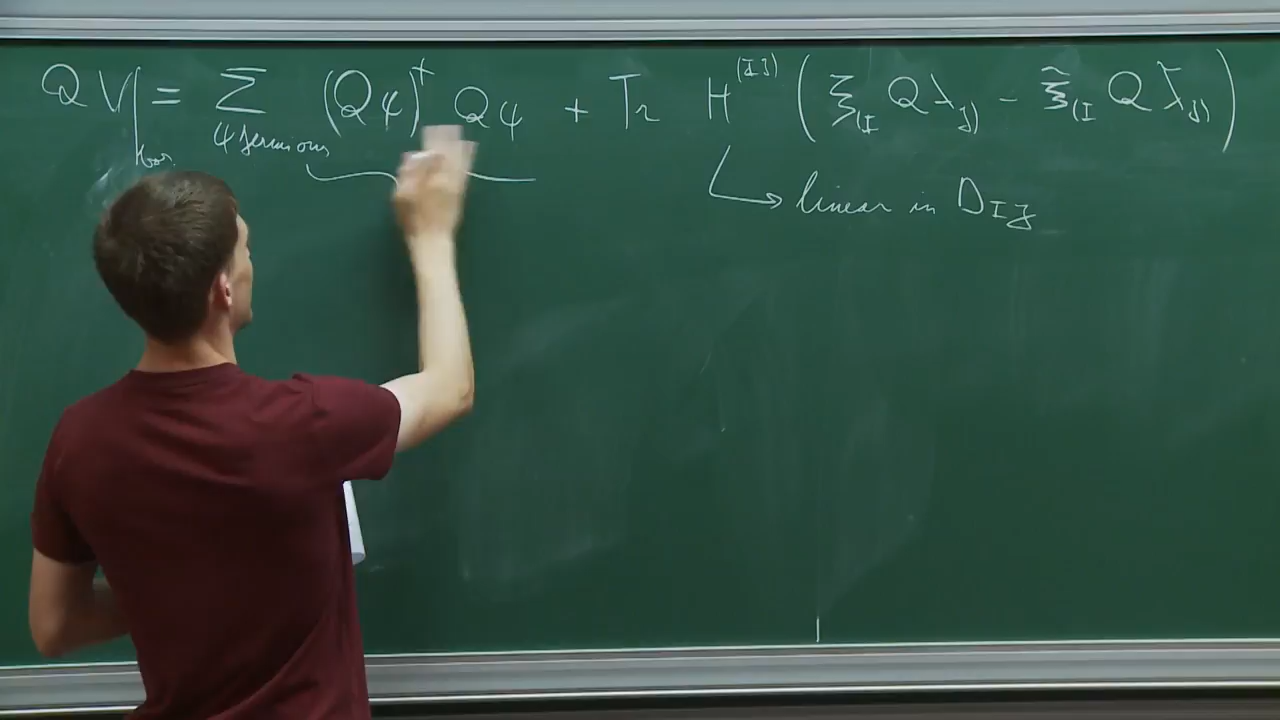 QV|bos. = Σ (Qψ)† Qψ + Tr H^(IJ) (ξ_(I Qλ_J) - ξ̃_(I Qλ̃_J))
ψ fermions
↳ linear in D_IJ